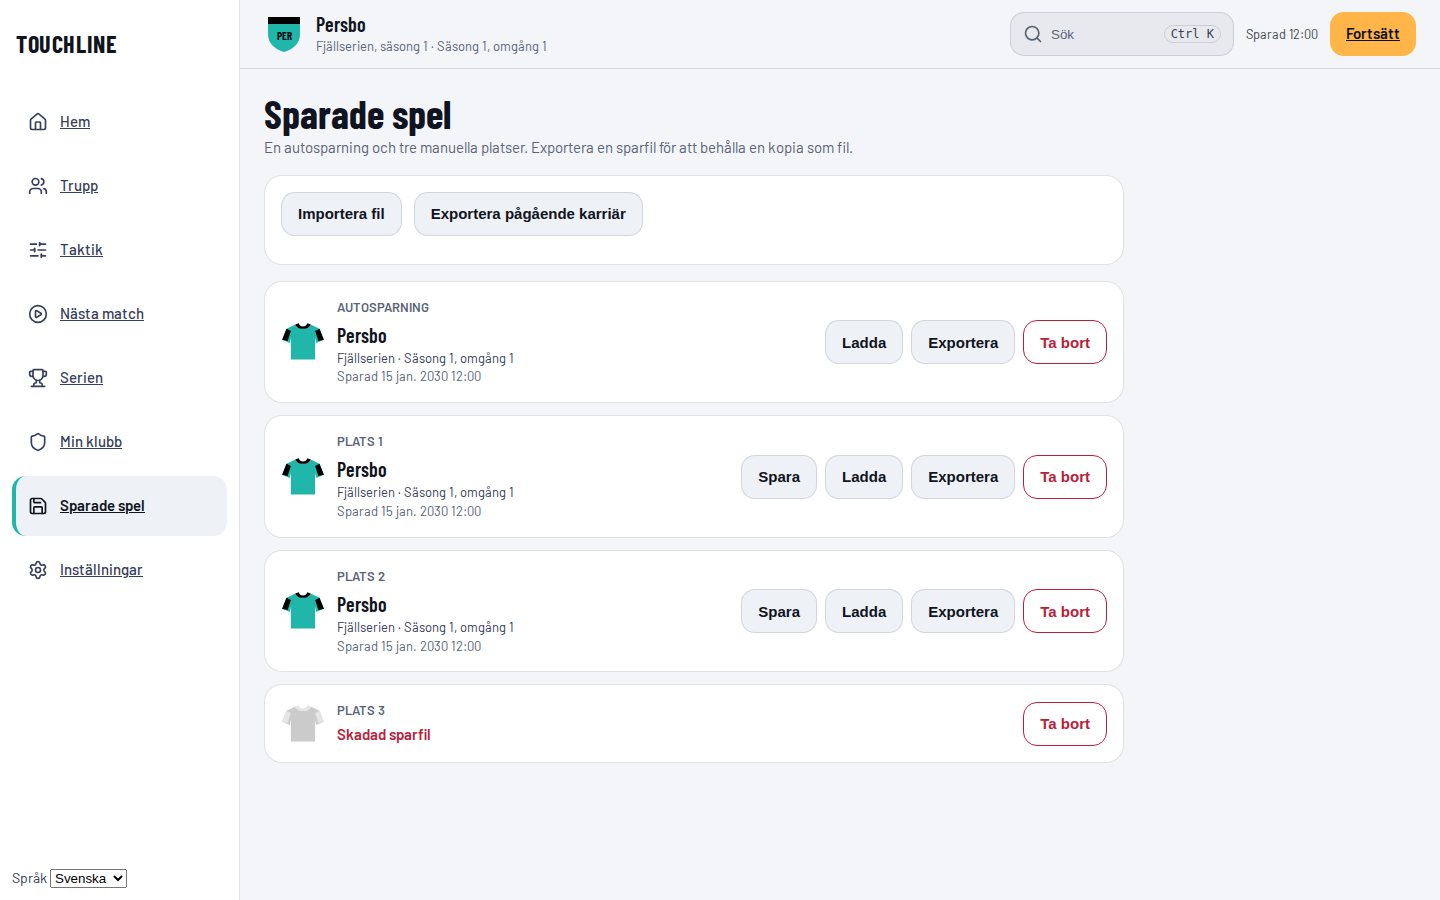 TOUCHLINE
Hem
Trupp
Taktik
Nästa match
Serien
Min klubb
Sparade spel
Inställningar
Språk Svenska
PER
Persbo
Fjällserien, säsong 1 · Säsong 1, omgång 1
Sök Ctrl K
Sparad 12:00
Fortsätt
Sparade spel
En autosparning och tre manuella platser. Exportera en sparfil för att behålla en kopia som fil.
Importera fil
Exportera pågående karriär
AUTOSPARNING
Persbo
Fjällserien · Säsong 1, omgång 1
Sparad 15 jan. 2030 12:00
Ladda
Exportera
Ta bort
PLATS 1
Persbo
Fjällserien · Säsong 1, omgång 1
Sparad 15 jan. 2030 12:00
Spara
Ladda
Exportera
Ta bort
PLATS 2
Persbo
Fjällserien · Säsong 1, omgång 1
Sparad 15 jan. 2030 12:00
Spara
Ladda
Exportera
Ta bort
PLATS 3
Skadad sparfil
Ta bort